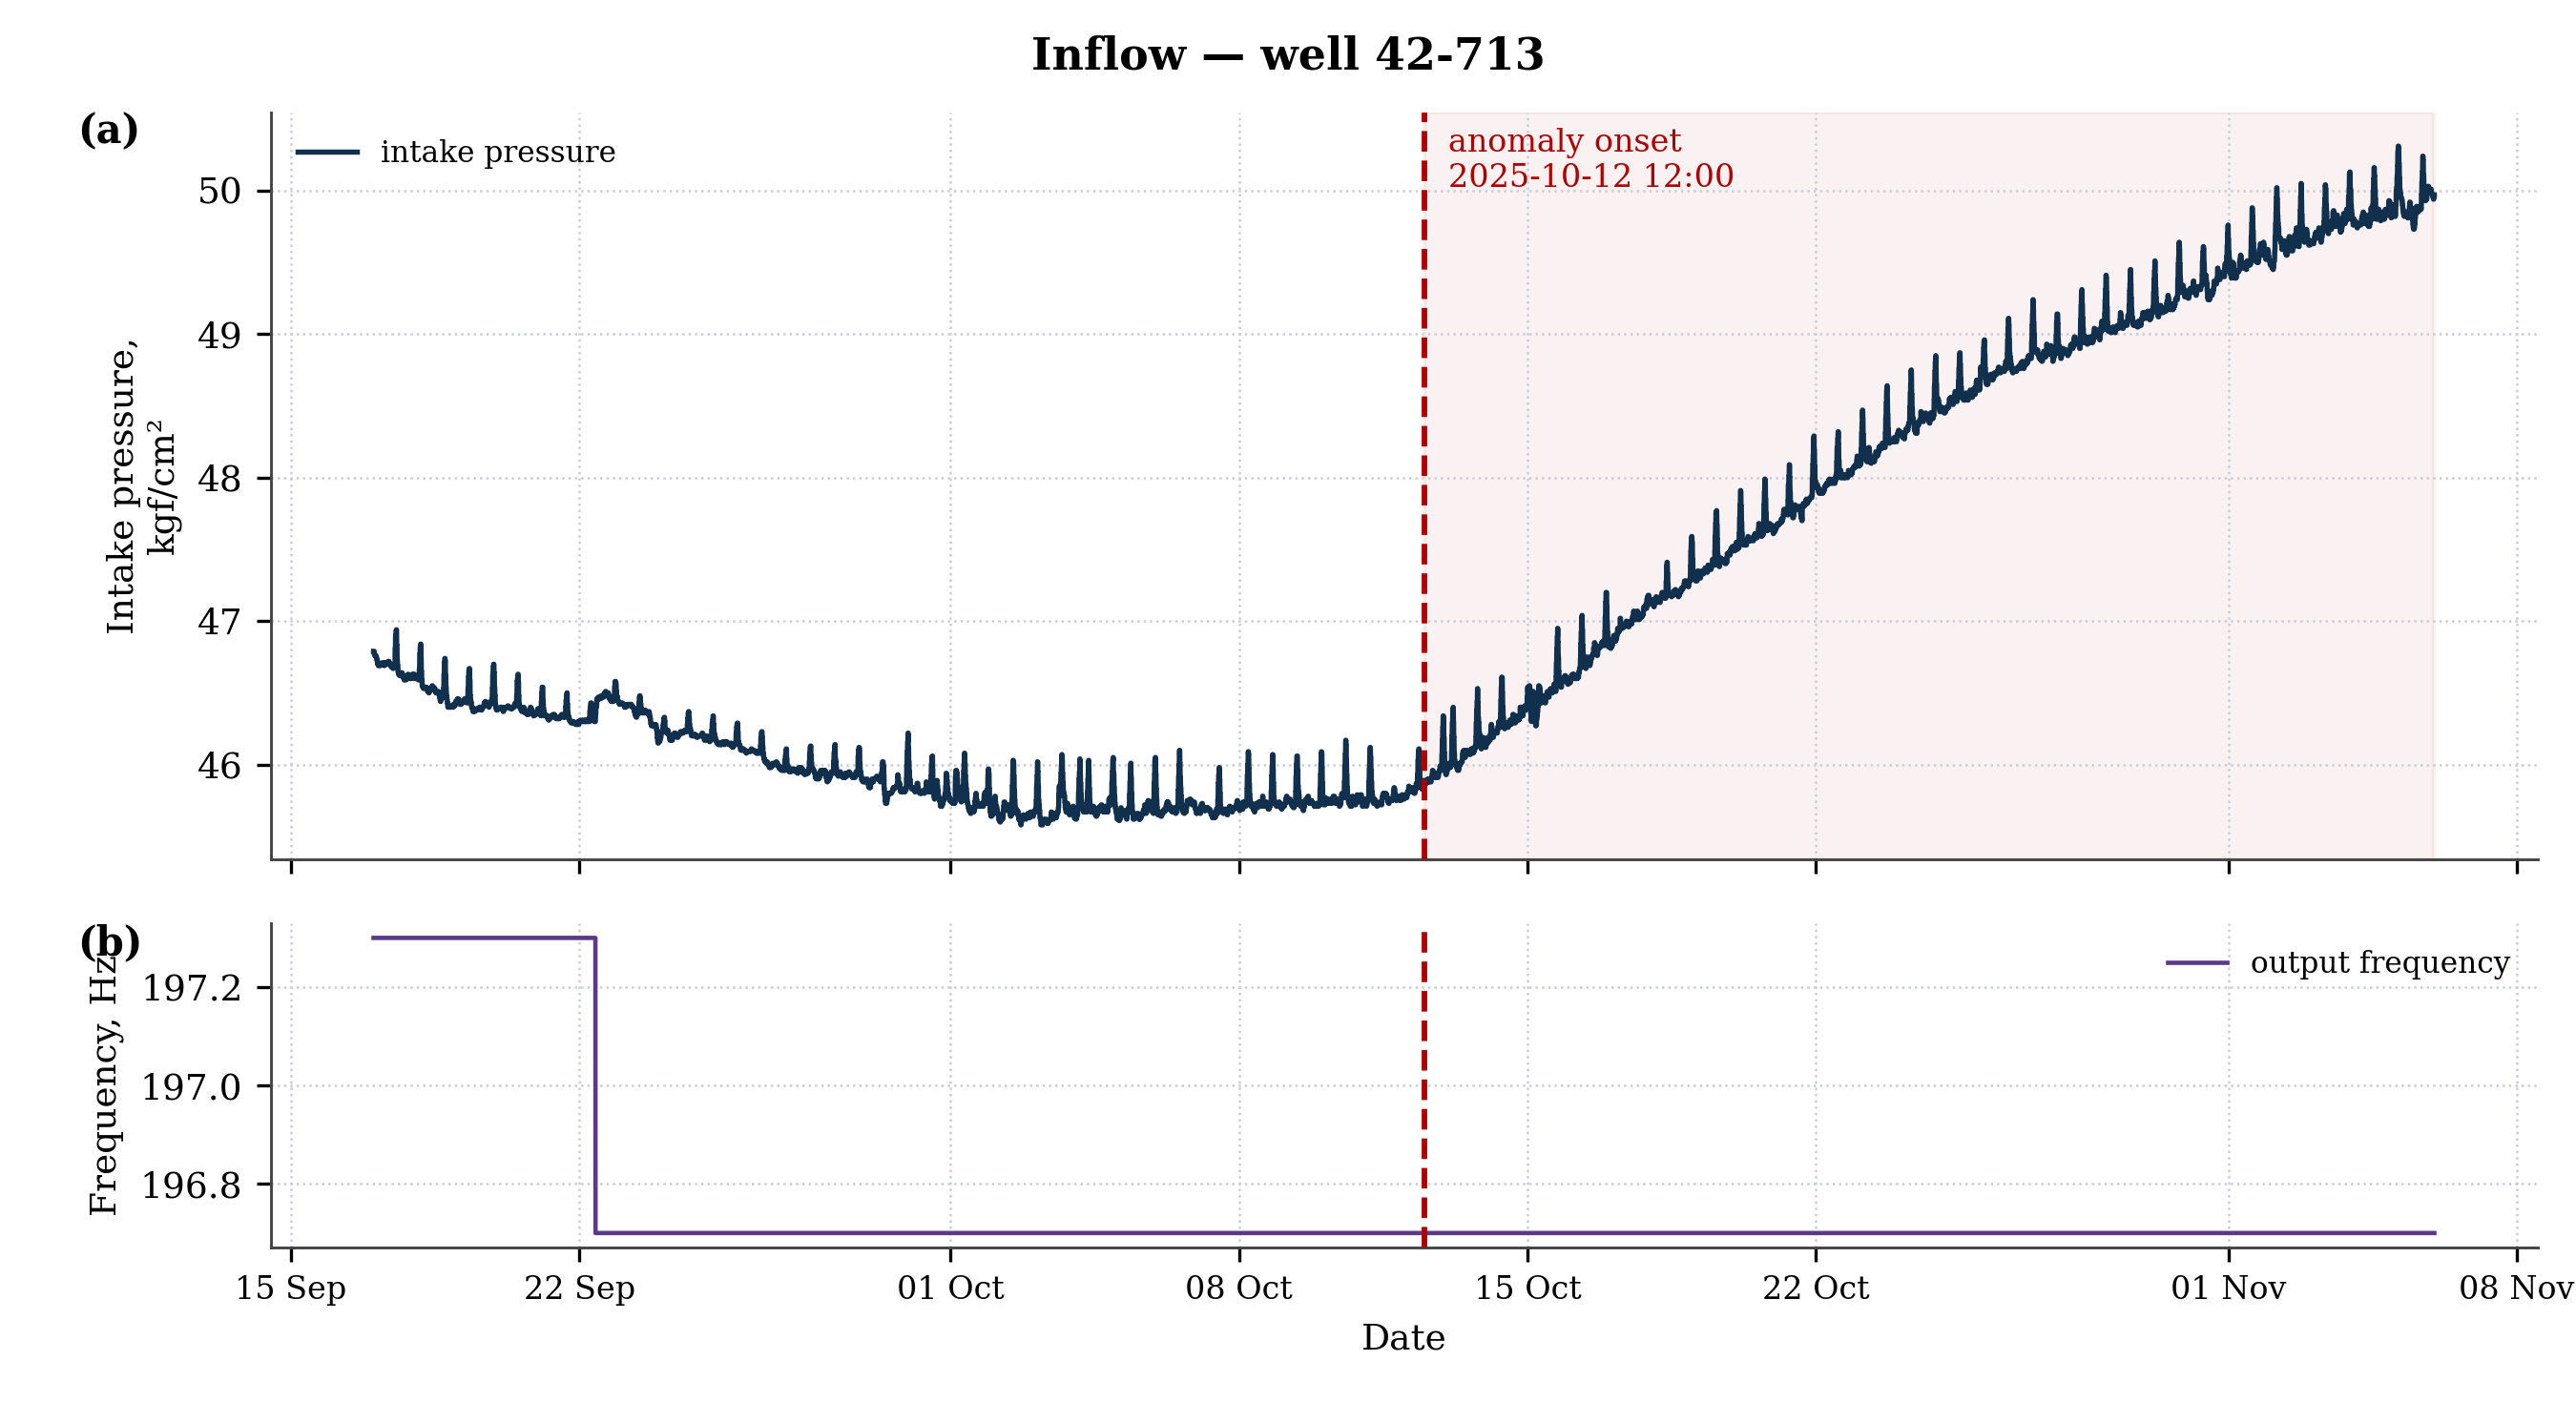 Inflow — well 42-713
(a)
intake pressure
anomaly onset
2025-10-12 12:00
Intake pressure,
kgf/cm²
50
49
48
47
46
(b)
output frequency
Frequency, Hz
197.2
197.0
196.8
15 Sep
22 Sep
01 Oct
08 Oct
15 Oct
22 Oct
01 Nov
08 Nov
Date